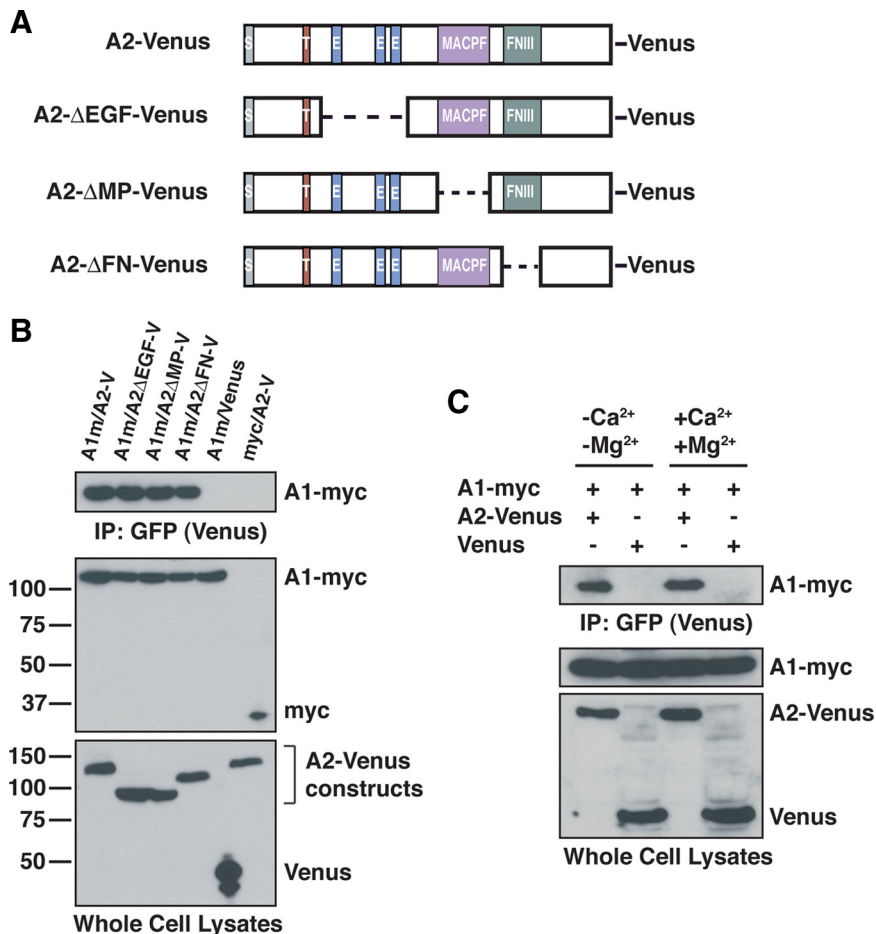 A
A2-Venus S T E E E MACPF FNIII –Venus
A2-ΔEGF-Venus S T MACPF FNIII –Venus
A2-ΔMP-Venus S T E E E FNIII –Venus
A2-ΔFN-Venus S T E E E MACPF –Venus
B
A1m/A2-V
A1m/A2ΔEGF-V
A1m/A2ΔMP-V
A1m/A2ΔFN-V
A1m/Venus
myc/A2-V
A1-myc
IP: GFP (Venus)
A1-myc
100
75
50
37
myc
150
100
75
50
A2-Venus
constructs
Venus
Whole Cell Lysates
C
-Ca²⁺ +Ca²⁺
-Mg²⁺ +Mg²⁺
A1-myc + + + +
A2-Venus + - + -
Venus - + - +
A1-myc
IP: GFP (Venus)
A1-myc
A2-Venus
Venus
Whole Cell Lysates